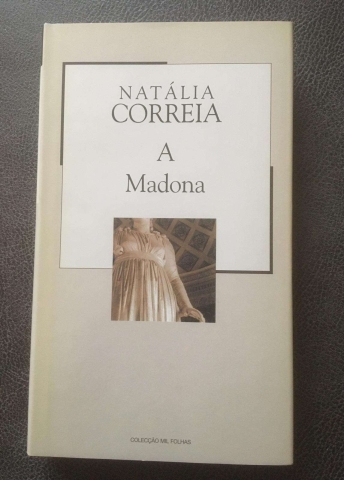 NATÁLIA
CORREIA
A
Madona
COLECÇÃO MIL FOLHAS